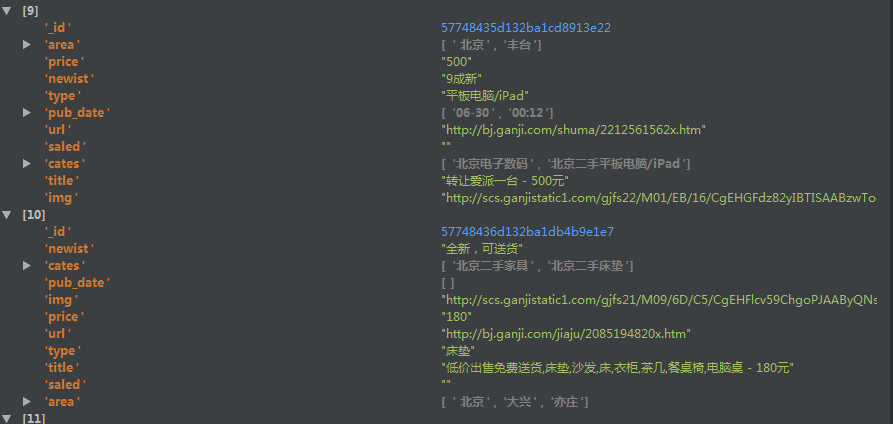 [9]
'_id' 57748435d132ba1cd8913e22
'area' [ '北京', '丰台']
'price' "500"
'newist' "9成新"
'type' "平板电脑/iPad"
'pub_date' [ '06-30', '00:12']
'url' "http://bj.ganji.com/shuma/2212561562x.htm"
'saled' ""
'cates' [ '北京电子数码', '北京二手平板电脑/iPad']
'title' "转让爱派一台 - 500元"
'img' "http://scs.ganjistatic1.com/gjfs22/M01/EB/16/CgEHGFdz82yIBTISAABzwToc
[10]
'_id' 57748436d132ba1db4b9e1e7
'newist' "全新，可送货"
'cates' [ '北京二手家具', '北京二手床垫']
'pub_date' [ ]
'img' "http://scs.ganjistatic1.com/gjfs21/M09/6D/C5/CgEHFlcv59ChgoPJAAByQNs
'price' "180"
'url' "http://bj.ganji.com/jiaju/2085194820x.htm"
'type' "床垫"
'title' "低价出售免费送货,床垫,沙发,床,衣柜,茶几,餐桌椅,电脑桌 - 180元"
'saled' ""
'area' [ '北京', '大兴', '亦庄']
[11]